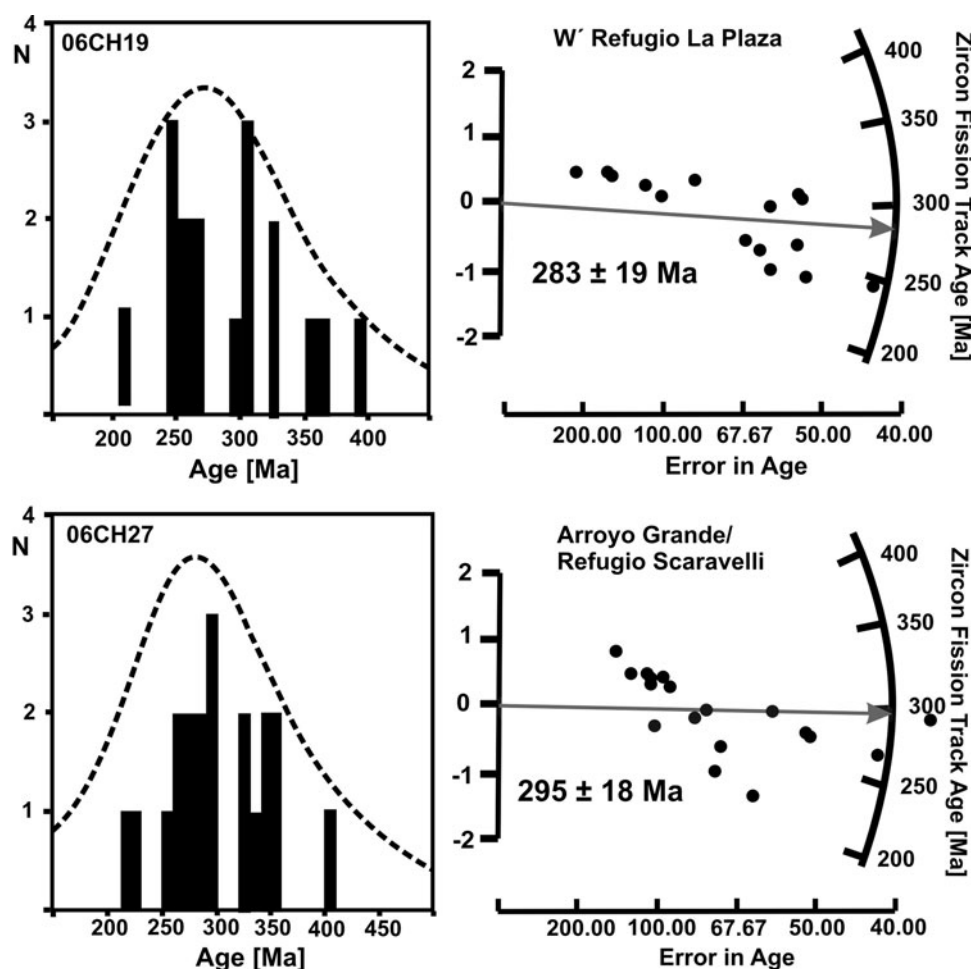 4
N
3
2
1
06CH19
200 250 300 350 400
Age [Ma]
W´ Refugio La Plaza
2
1
0
-1
-2
283 ± 19 Ma
400
350
300
250
200
Zircon Fission Track Age [Ma]
200.00 100.00 67.67 50.00 40.00
Error in Age
4
N
3
2
1
06CH27
200 250 300 350 400 450
Age [Ma]
Arroyo Grande/
Refugio Scaravelli
2
1
0
-1
-2
295 ± 18 Ma
400
350
300
250
200
Zircon Fission Track Age [Ma]
200.00 100.00 67.67 50.00 40.00
Error in Age